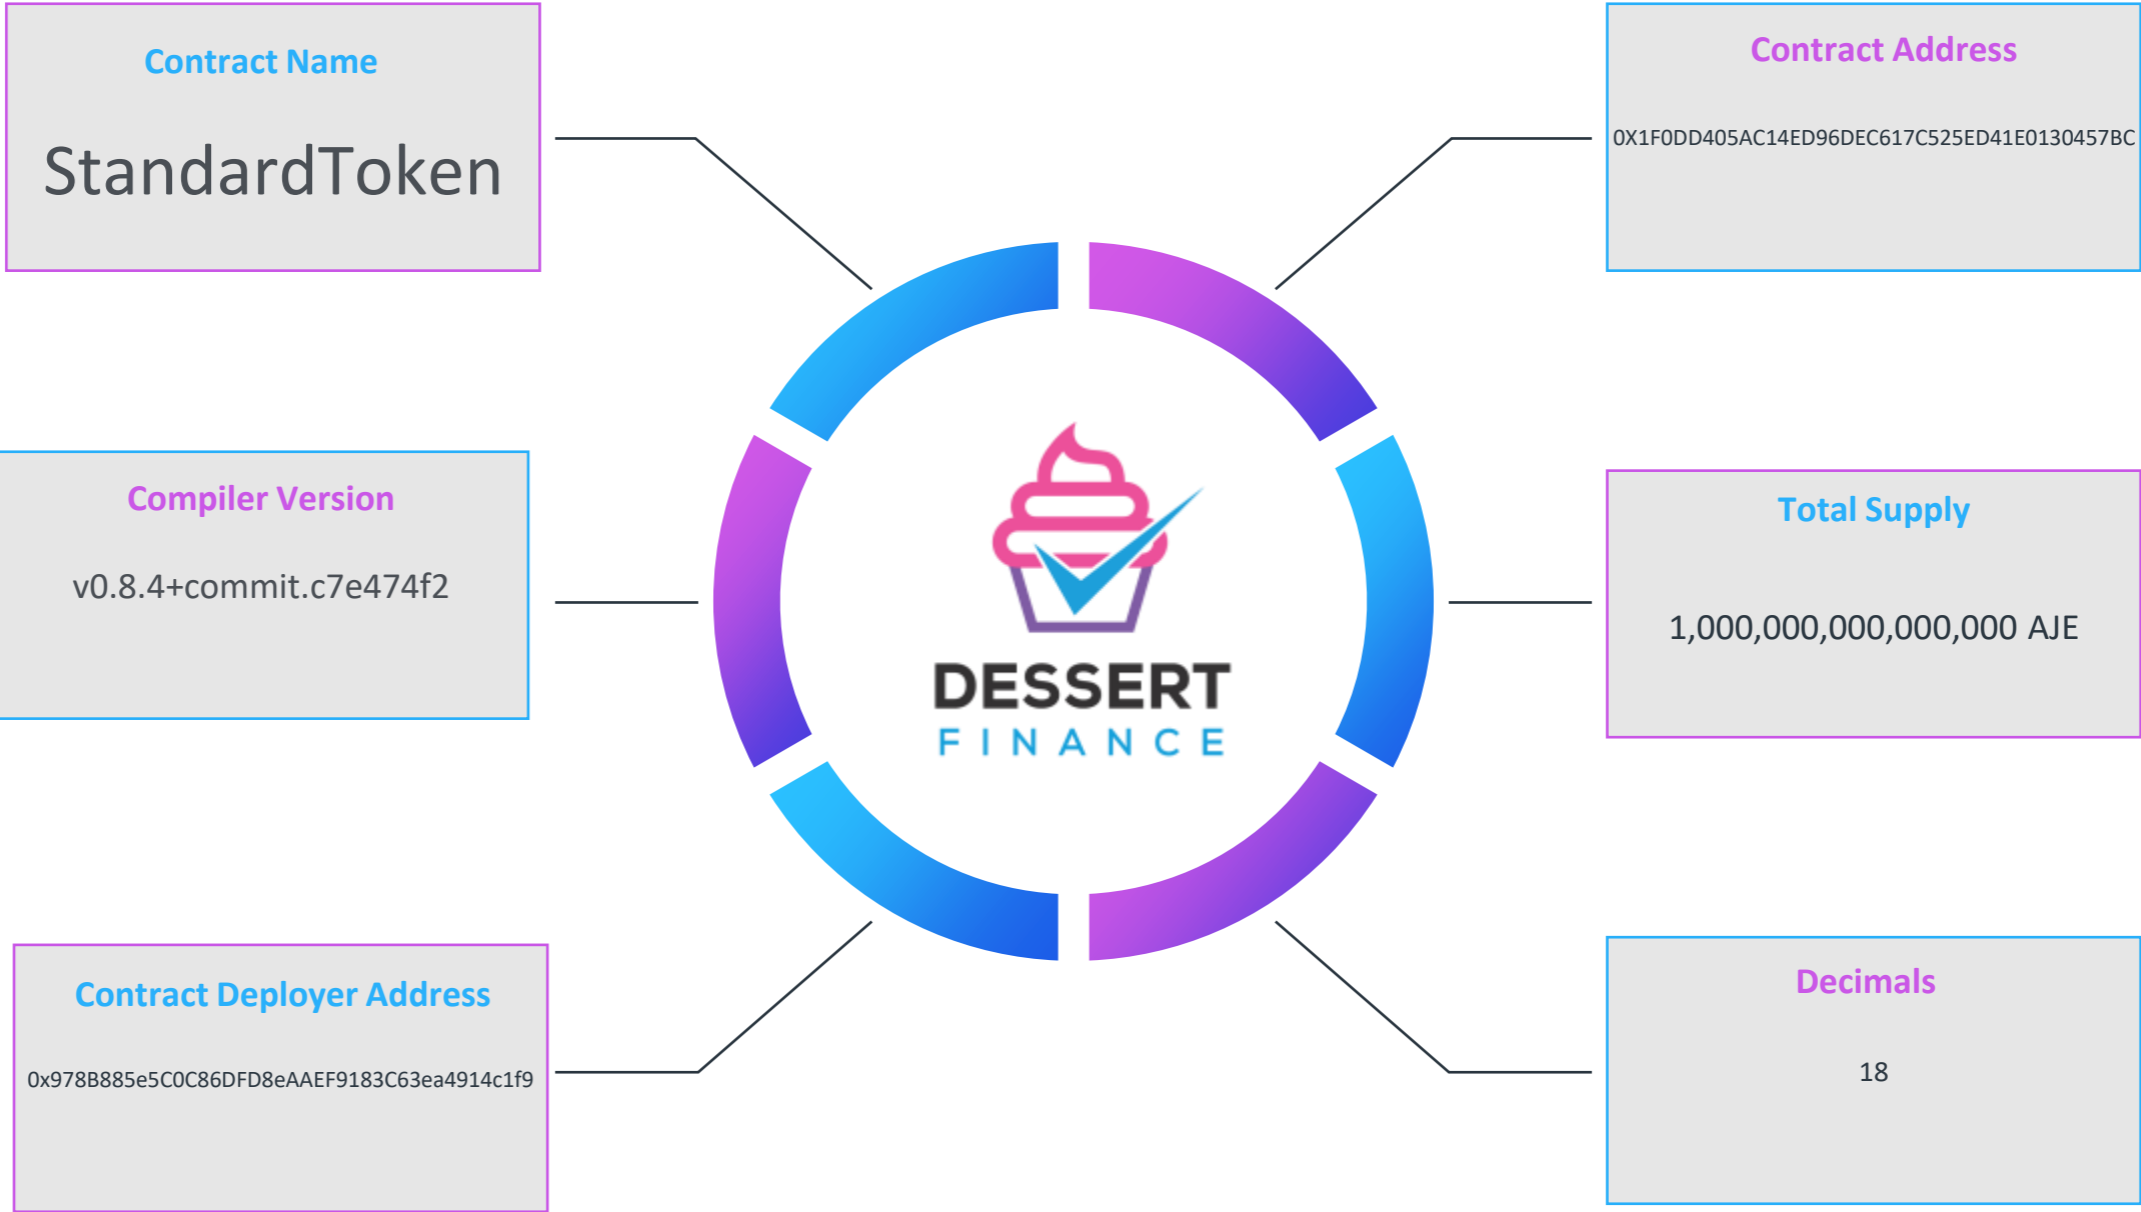 Contract Name
StandardToken
Contract Address
0X1F0DD405AC14ED96DEC617C525ED41E0130457BC
Compiler Version
v0.8.4+commit.c7e474f2
DESSERT
FINANCE
Total Supply
1,000,000,000,000,000 AJE
Contract Deployer Address
0x978B885e5C0C86DFD8eAAEF9183C63ea4914c1f9
Decimals
18